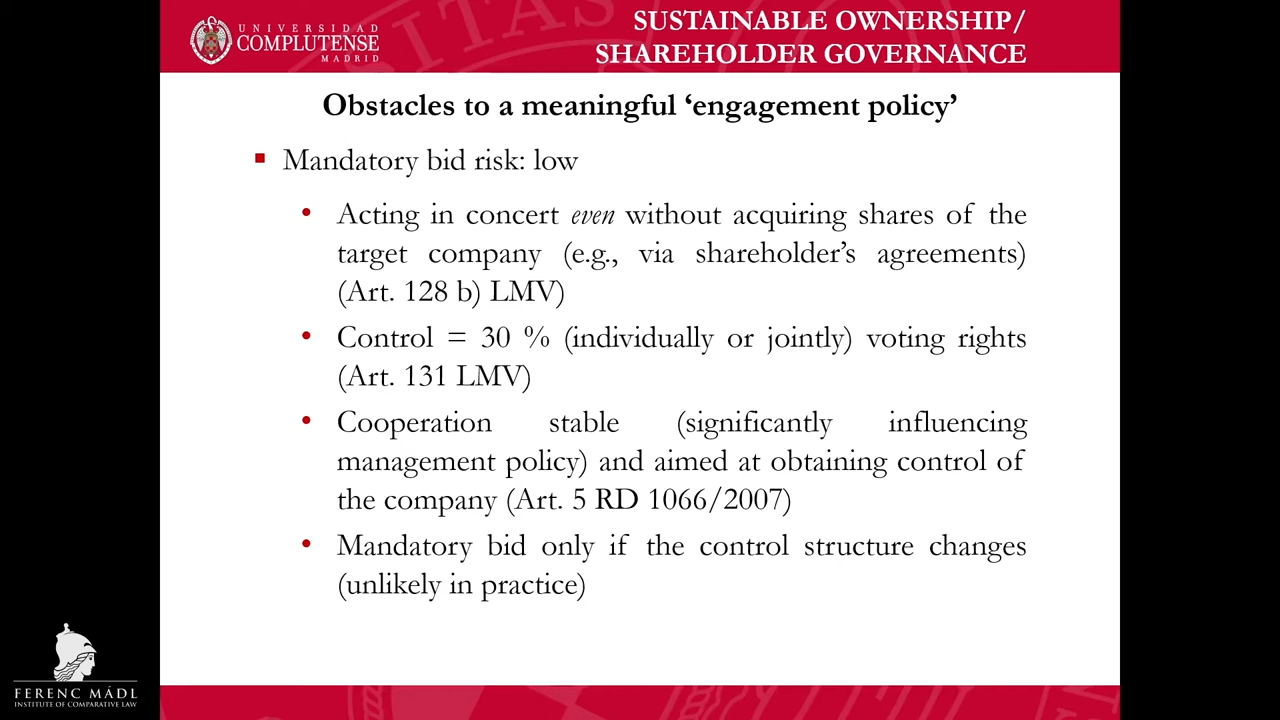 UNIVERSIDAD
COMPLUTENSE
MADRID
SUSTAINABLE OWNERSHIP/
SHAREHOLDER GOVERNANCE
Obstacles to a meaningful ‘engagement policy’
▪ Mandatory bid risk: low
• Acting in concert even without acquiring shares of the
target company (e.g., via shareholder’s agreements)
(Art. 128 b) LMV)
• Control = 30 % (individually or jointly) voting rights
(Art. 131 LMV)
• Cooperation stable (significantly influencing
management policy) and aimed at obtaining control of
the company (Art. 5 RD 1066/2007)
• Mandatory bid only if the control structure changes
(unlikely in practice)
FERENC MÁDL
INSTITUTE OF COMPARATIVE LAW